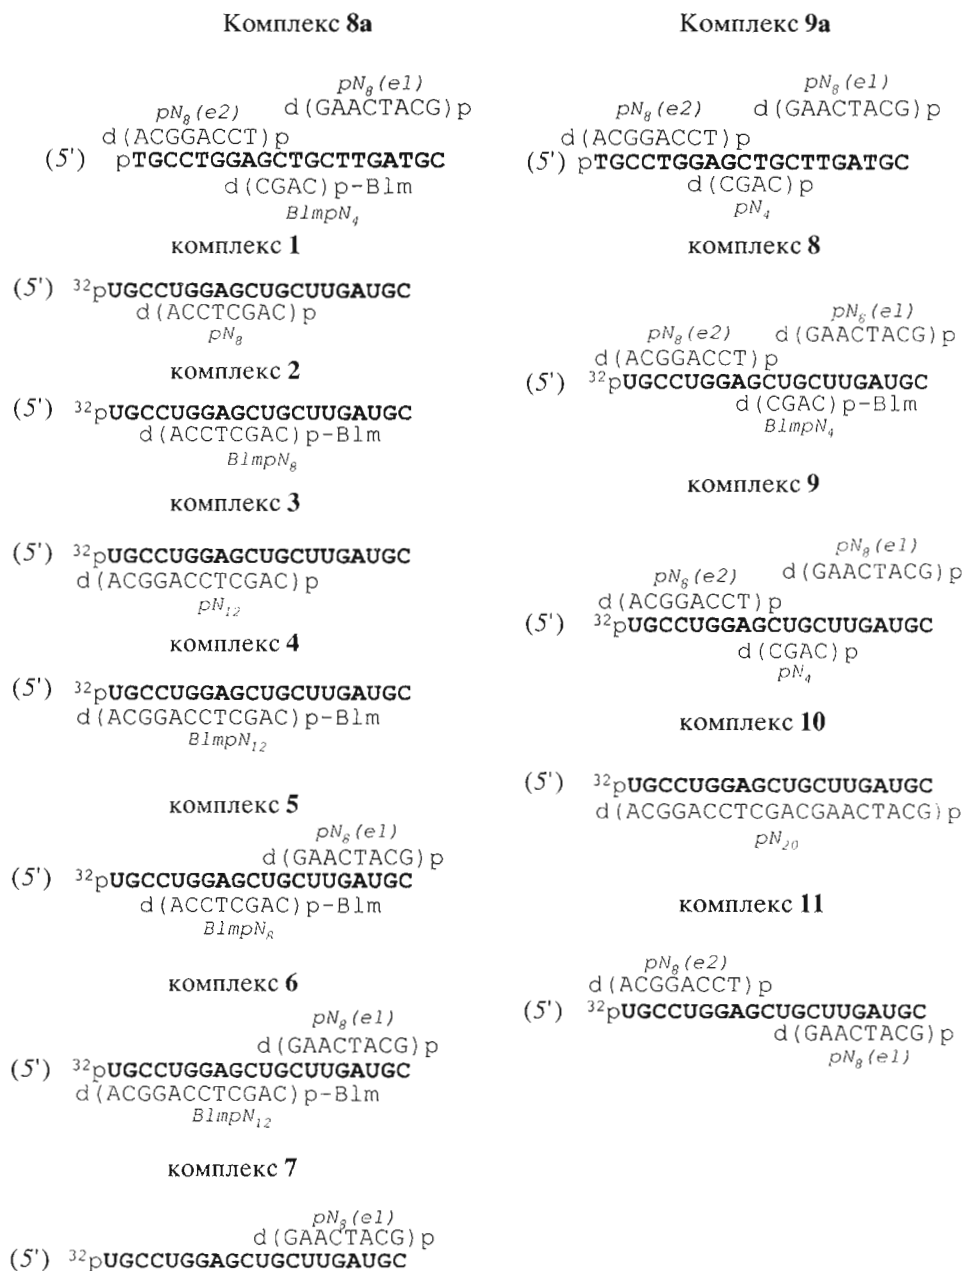 Комплекс 8a
pN₈(e1)
pN₈(e2) d(GAACTACG)p
d(ACGGACCT)p
(5') pTGCCTGGAGCTGCTTGATGC
d(CGAC)p-Blm
BlmpN₄
комплекс 1
(5') ³²pUGCCUGGAGCUGCUUGAUGC
d(ACCTCGAC)p
pN₈
комплекс 2
(5') ³²pUGCCUGGAGCUGCUUGAUGC
d(ACCTCGAC)p-Blm
BlmpN₈
комплекс 3
(5') ³²pUGCCUGGAGCUGCUUGAUGC
d(ACGGACCTCGAC)p
pN₁₂
комплекс 4
(5') ³²pUGCCUGGAGCUGCUUGAUGC
d(ACGGACCTCGAC)p-Blm
BlmpN₁₂
комплекс 5
pN₈(e1)
d(GAACTACG)p
(5') ³²pUGCCUGGAGCUGCUUGAUGC
d(ACCTCGAC)p-Blm
BlmpN₈
комплекс 6
pN₈(e1)
d(GAACTACG)p
(5') ³²pUGCCUGGAGCUGCUUGAUGC
d(ACGGACCTCGAC)p-Blm
BlmpN₁₂
комплекс 7
pN₈(e1)
d(GAACTACG)p
(5') ³²pUGCCUGGAGCUGCUUGAUGC
Комплекс 9a
pN₈(e1)
pN₈(e2) d(GAACTACG)p
d(ACGGACCT)p
(5') pTGCCTGGAGCTGCTTGATGC
d(CGAC)p
pN₄
комплекс 8
pN₈(e1)
pN₈(e2) d(GAACTACG)p
d(ACGGACCT)p
(5') ³²pUGCCUGGAGCUGCUUGAUGC
d(CGAC)p-Blm
BlmpN₄
комплекс 9
pN₈(e1)
pN₈(e2) d(GAACTACG)p
d(ACGGACCT)p
(5') ³²pUGCCUGGAGCUGCUUGAUGC
d(CGAC)p
pN₄
комплекс 10
(5') ³²pUGCCUGGAGCUGCUUGAUGC
d(ACGGACCTCGACGAACTACG)p
pN₂₀
комплекс 11
pN₈(e2)
d(ACGGACCT)p
(5') ³²pUGCCUGGAGCUGCUUGAUGC
d(GAACTACG)p
pN₈(e1)